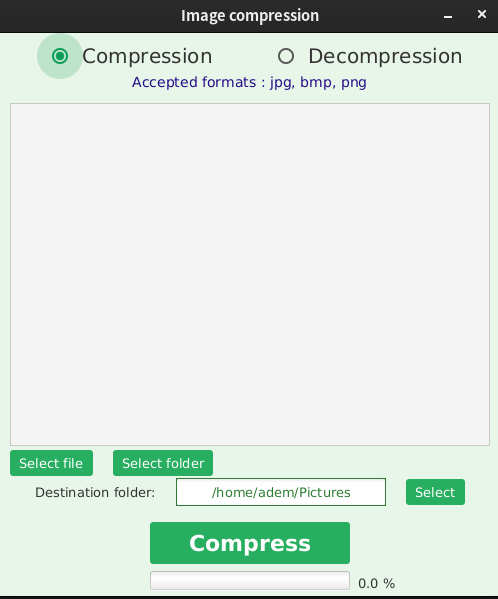 Image compression
Compression Decompression
Accepted formats : jpg, bmp, png
Select file Select folder
Destination folder: /home/adem/Pictures Select
Compress
0.0 %